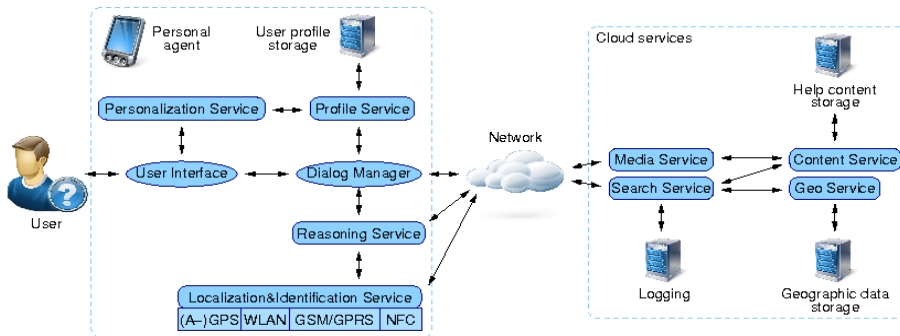 Personal
agent
User profile
storage
Cloud services
Help content
storage
Personalization Service
Profile Service
Network
Media Service
Content Service
User Interface
Dialog Manager
Search Service
Geo Service
User
Reasoning Service
Localization&Identification Service
(A-)GPS WLAN GSM/GPRS NFC
Logging
Geographic data
storage